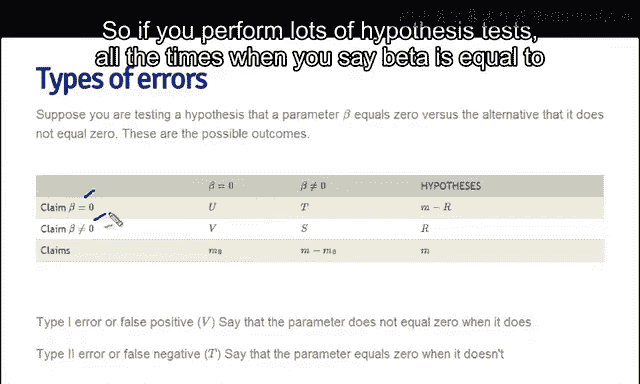 So if you perform lots of hypothesis tests,
all the times when you say beta is equal to
Types of errors
Suppose you are testing a hypothesis that a parameter β equals zero versus the alternative that it does
not equal zero. These are the possible outcomes.
β = 0 β ≠ 0 HYPOTHESES
Claim β = 0 U T m − R
Claim β ≠ 0 V S R
Claims m₀ m − m₀ m
Type I error or false positive (V) Say that the parameter does not equal zero when it does
Type II error or false negative (T) Say that the parameter equals zero when it doesn't